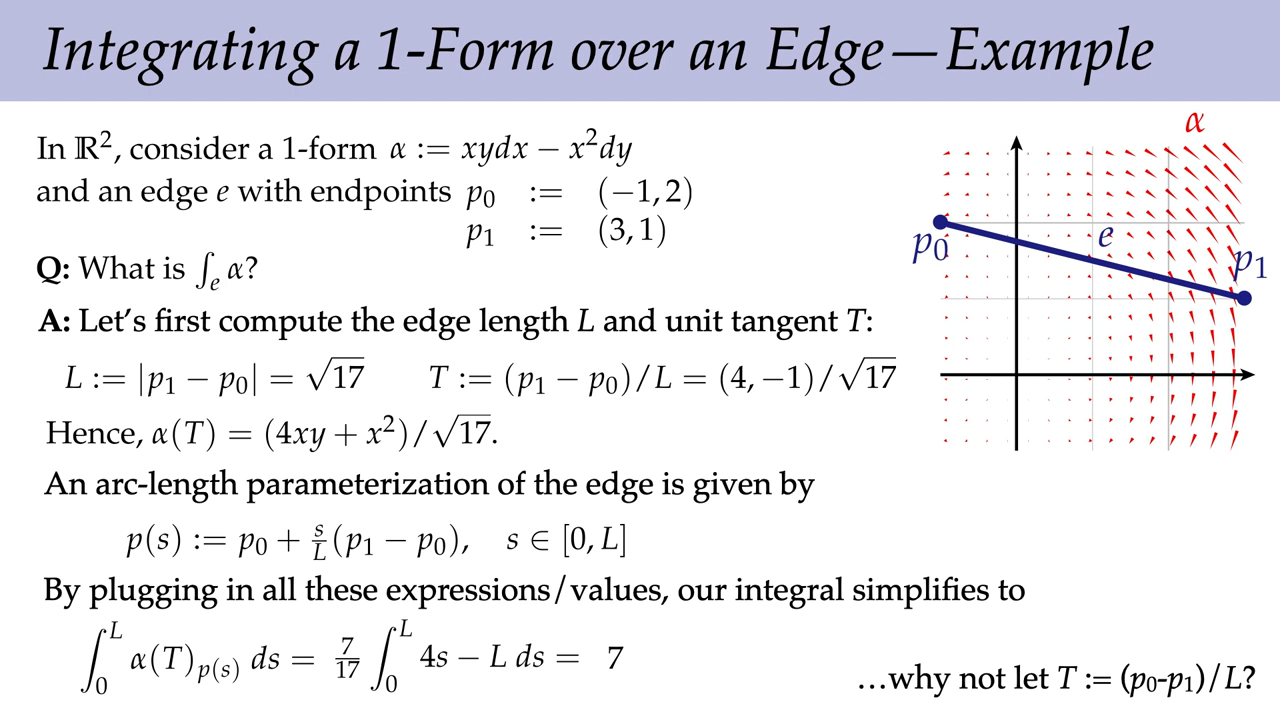 Integrating a 1-Form over an Edge—Example
In ℝ², consider a 1-form α := xydx − x²dy
and an edge e with endpoints p₀ := (−1, 2)
p₁ := (3, 1)
Q: What is ∫ₑ α?
A: Let's first compute the edge length L and unit tangent T:
L := |p₁ − p₀| = √17 T := (p₁ − p₀)/L = (4, −1)/√17
Hence, α(T) = (4xy + x²)/√17.
An arc-length parameterization of the edge is given by
p(s) := p₀ + s/L (p₁ − p₀), s ∈ [0, L]
By plugging in all these expressions/values, our integral simplifies to
∫₀ᴸ α(T)ₚ₍ₛ₎ ds = 7/17 ∫₀ᴸ 4s − L ds = 7
…why not let T := (p₀-p₁)/L?
α
p₀
e
p₁